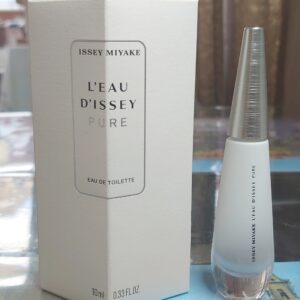 ISSEY MIYAKE
L'EAU
D'ISSEY
PURE
EAU DE TOILETTE
10 ml 0.33 FL.OZ.
ISSEY MIYAKE L'EAU D'ISSEY PURE